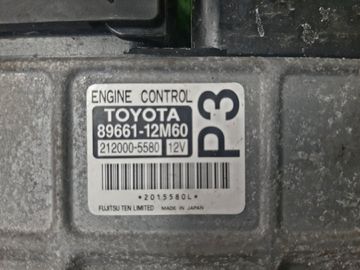 ENGINE CONTROL
TOYOTA
89661-12M60
212000-5580 12V
P3
*2015580L*
FUJITSU TEN LIMITED MADE IN JAPAN